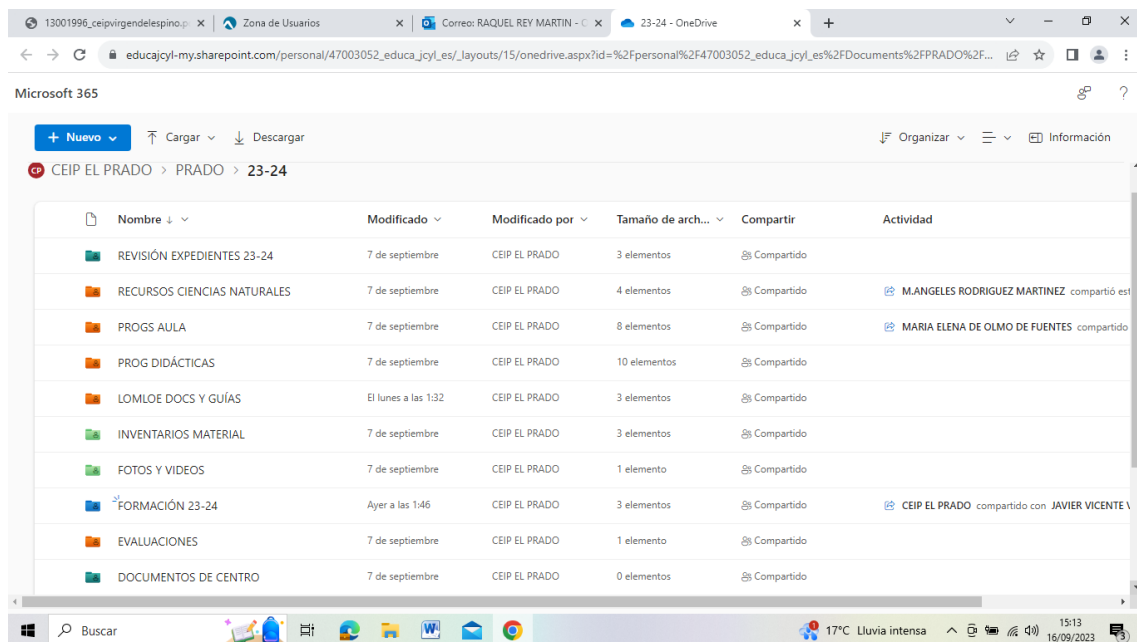 13001996_ceipvirgendelespino.p
Zona de Usuarios
Correo: RAQUEL REY MARTIN - C
23-24 - OneDrive
educajcyl-my.sharepoint.com/personal/47003052_educa_jcyl_es/_layouts/15/onedrive.aspx?id=%2Fpersonal%2F47003052_educa_jcyl_es%2FDocuments%2FPRADO%2F...
Microsoft 365
+ Nuevo Cargar Descargar Organizar Información
CP CEIP EL PRADO > PRADO > 23-24
Nombre Modificado Modificado por Tamaño de arch... Compartir Actividad
REVISIÓN EXPEDIENTES 23-24 7 de septiembre CEIP EL PRADO 3 elementos Compartido
RECURSOS CIENCIAS NATURALES 7 de septiembre CEIP EL PRADO 4 elementos Compartido M.ANGELES RODRIGUEZ MARTINEZ compartió est
PROGS AULA 7 de septiembre CEIP EL PRADO 8 elementos Compartido MARIA ELENA DE OLMO DE FUENTES compartido
PROG DIDÁCTICAS 7 de septiembre CEIP EL PRADO 10 elementos Compartido
LOMLOE DOCS Y GUÍAS El lunes a las 1:32 CEIP EL PRADO 3 elementos Compartido
INVENTARIOS MATERIAL 7 de septiembre CEIP EL PRADO 3 elementos Compartido
FOTOS Y VIDEOS 7 de septiembre CEIP EL PRADO 1 elemento Compartido
FORMACIÓN 23-24 Ayer a las 1:46 CEIP EL PRADO 3 elementos Compartido CEIP EL PRADO compartido con JAVIER VICENTE V
EVALUACIONES 7 de septiembre CEIP EL PRADO 1 elemento Compartido
DOCUMENTOS DE CENTRO 7 de septiembre CEIP EL PRADO 0 elementos Compartido
Buscar 17°C Lluvia intensa 15:13
16/09/2023